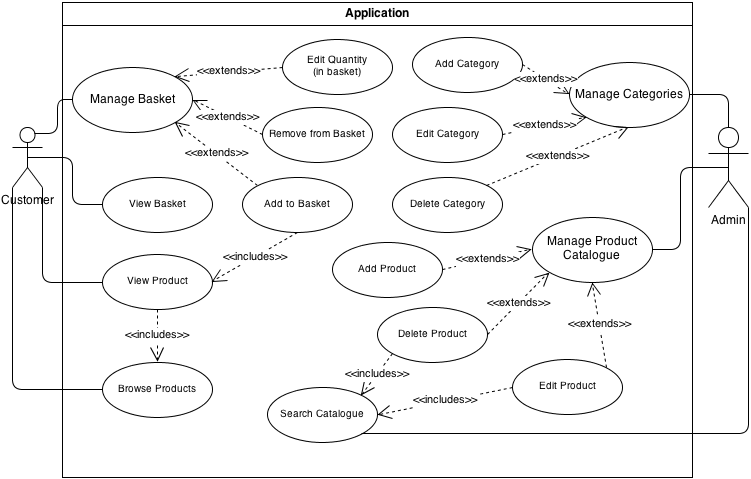 Application
Edit Quantity
(in basket)
Add Category
<<extends>>
<<extends>>
Manage Basket
Manage Categories
<<extends>>
Remove from Basket
Edit Category
<<extends>>
<<extends>>
<<extends>>
Customer
View Basket
Add to Basket
Delete Category
Admin
Manage Product
Catalogue
<<includes>>
<<extends>>
Add Product
View Product
<<extends>>
<<extends>>
<<includes>>
Delete Product
<<includes>>
Browse Products
Edit Product
<<includes>>
Search Catalogue